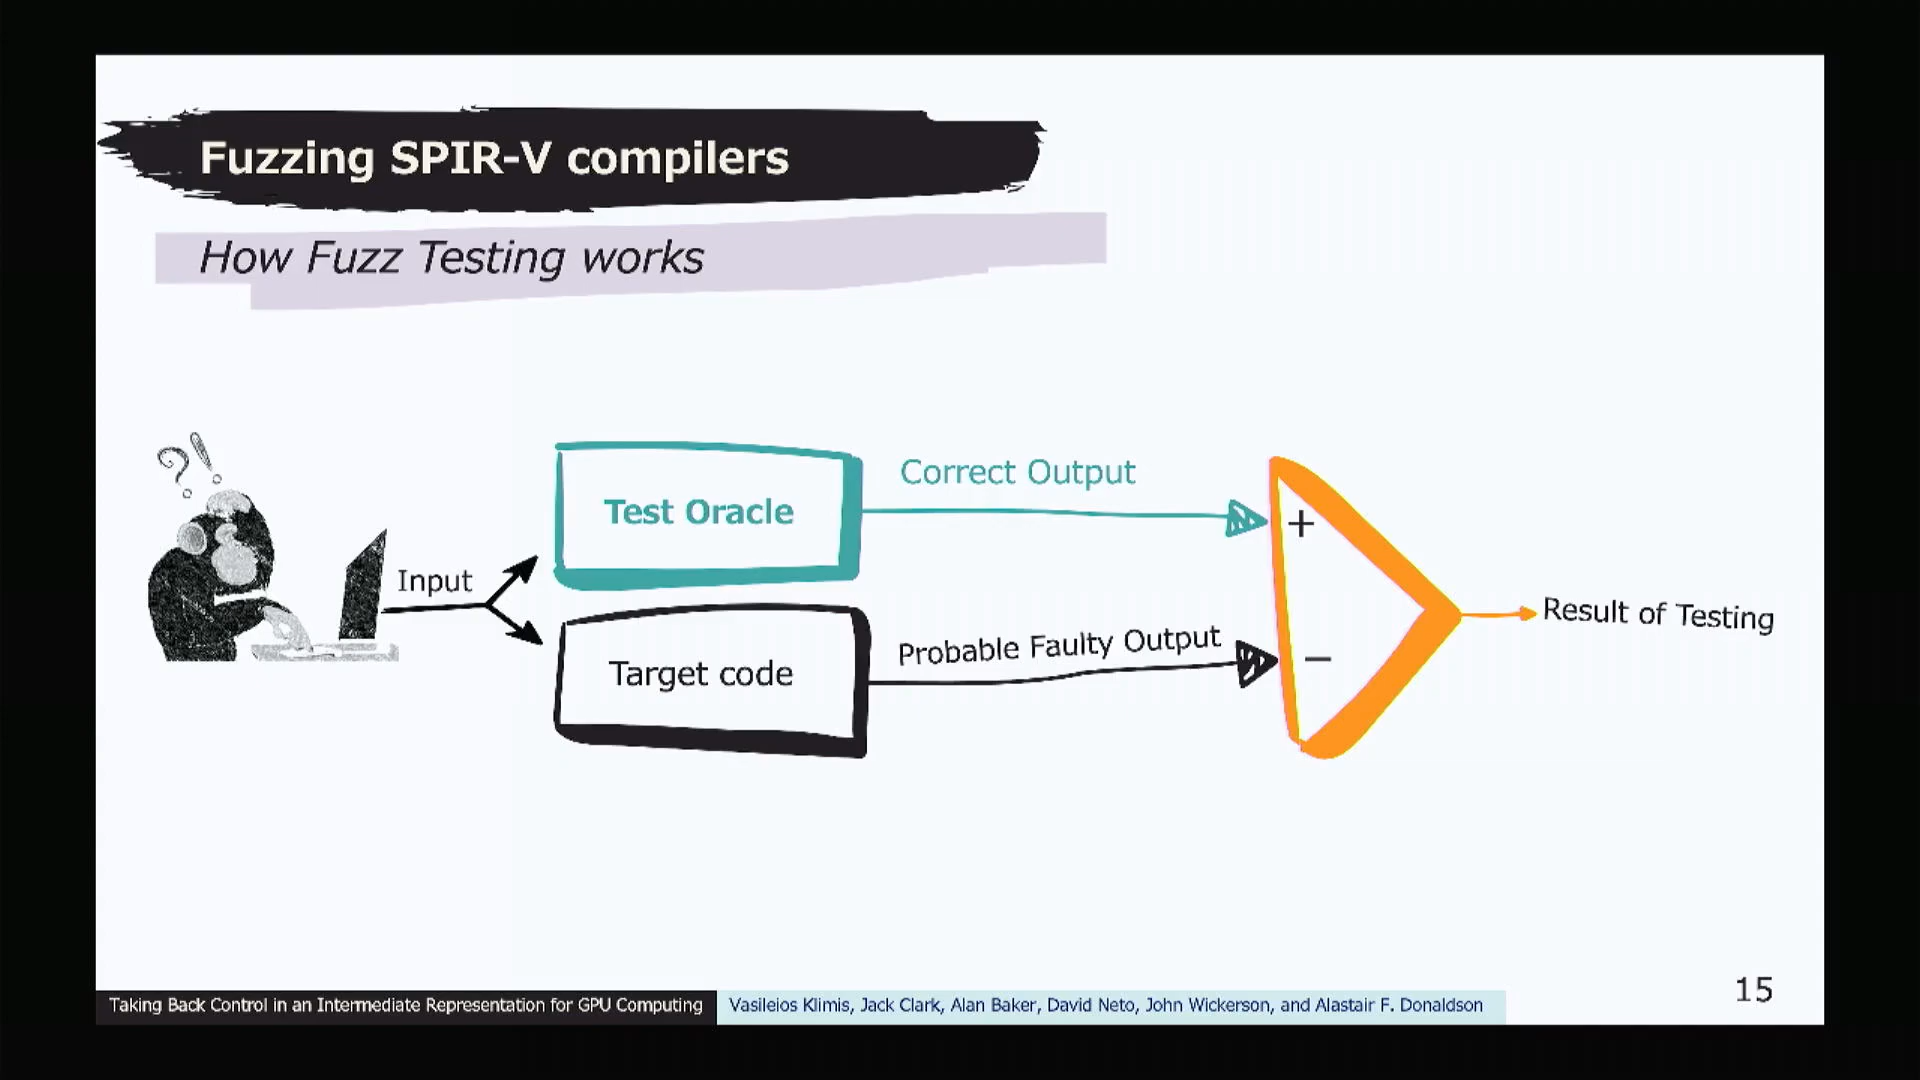 Fuzzing SPIR-V compilers
How Fuzz Testing works
?!
Input
Test Oracle
Correct Output
Target code
Probable Faulty Output
+
−
Result of Testing
15
Taking Back Control in an Intermediate Representation for GPU Computing
Vasileios Klimis, Jack Clark, Alan Baker, David Neto, John Wickerson, and Alastair F. Donaldson